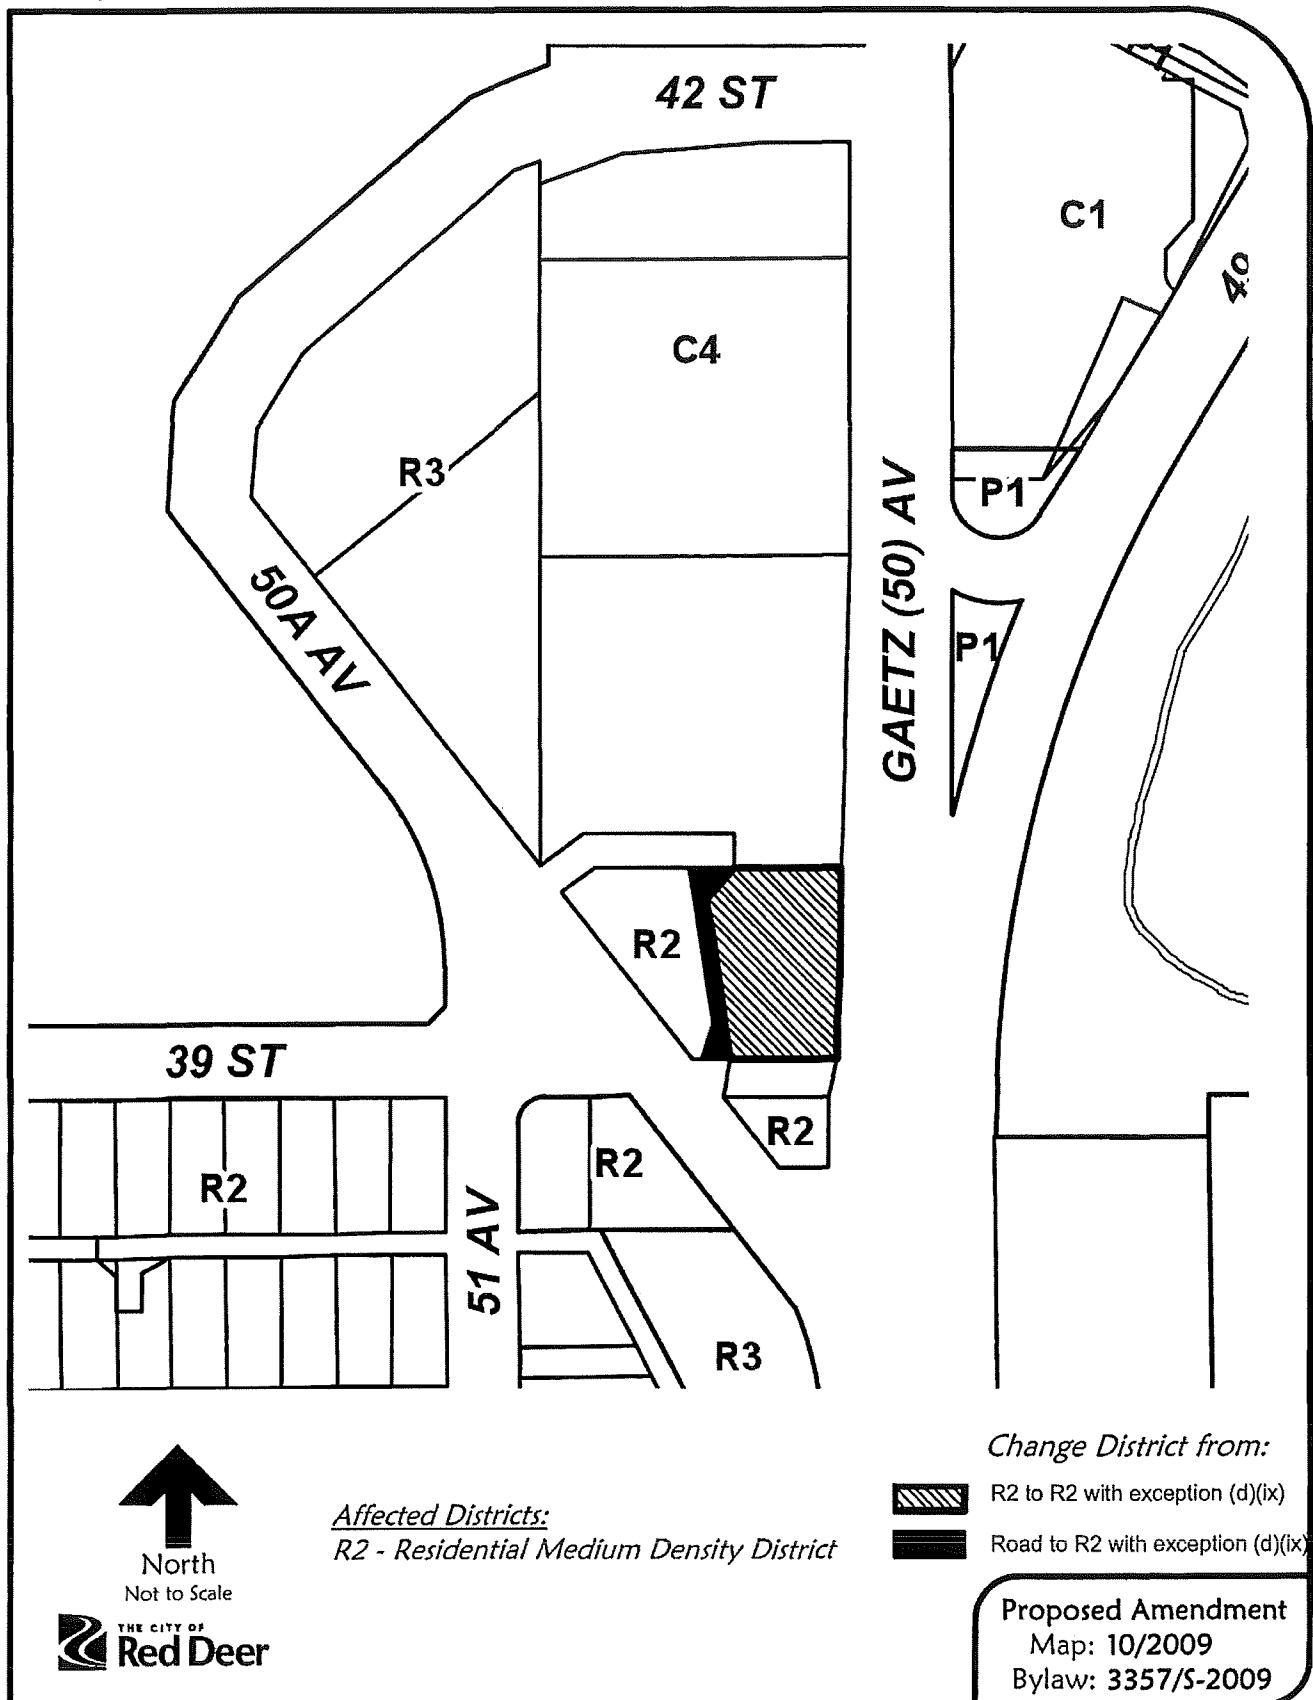 42 ST
C1
49
C4
R3
P1
GAETZ (50) AV
50A AV
P1
R2
39 ST
R2
R2
R2
51 AV
R3
Change District from:
R2 to R2 with exception (d)(ix)
Road to R2 with exception (d)(ix)
Affected Districts:
R2 - Residential Medium Density District
North
Not to Scale
THE CITY OF
Red Deer
Proposed Amendment
Map: 10/2009
Bylaw: 3357/S-2009